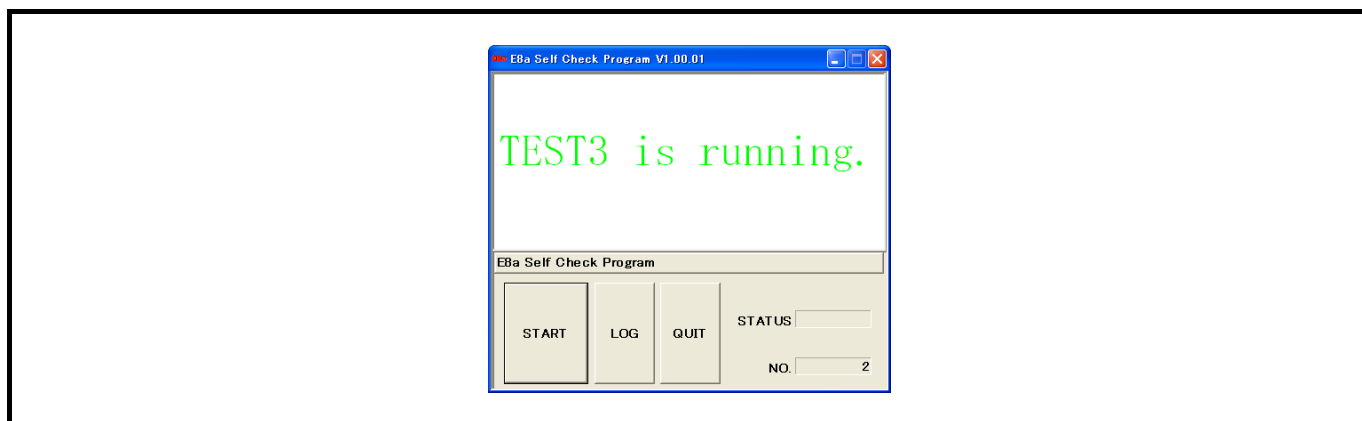 E8a Self Check Program V1.00.01
TEST3 is running.
E8a Self Check Program
START LOG QUIT STATUS
NO. 2